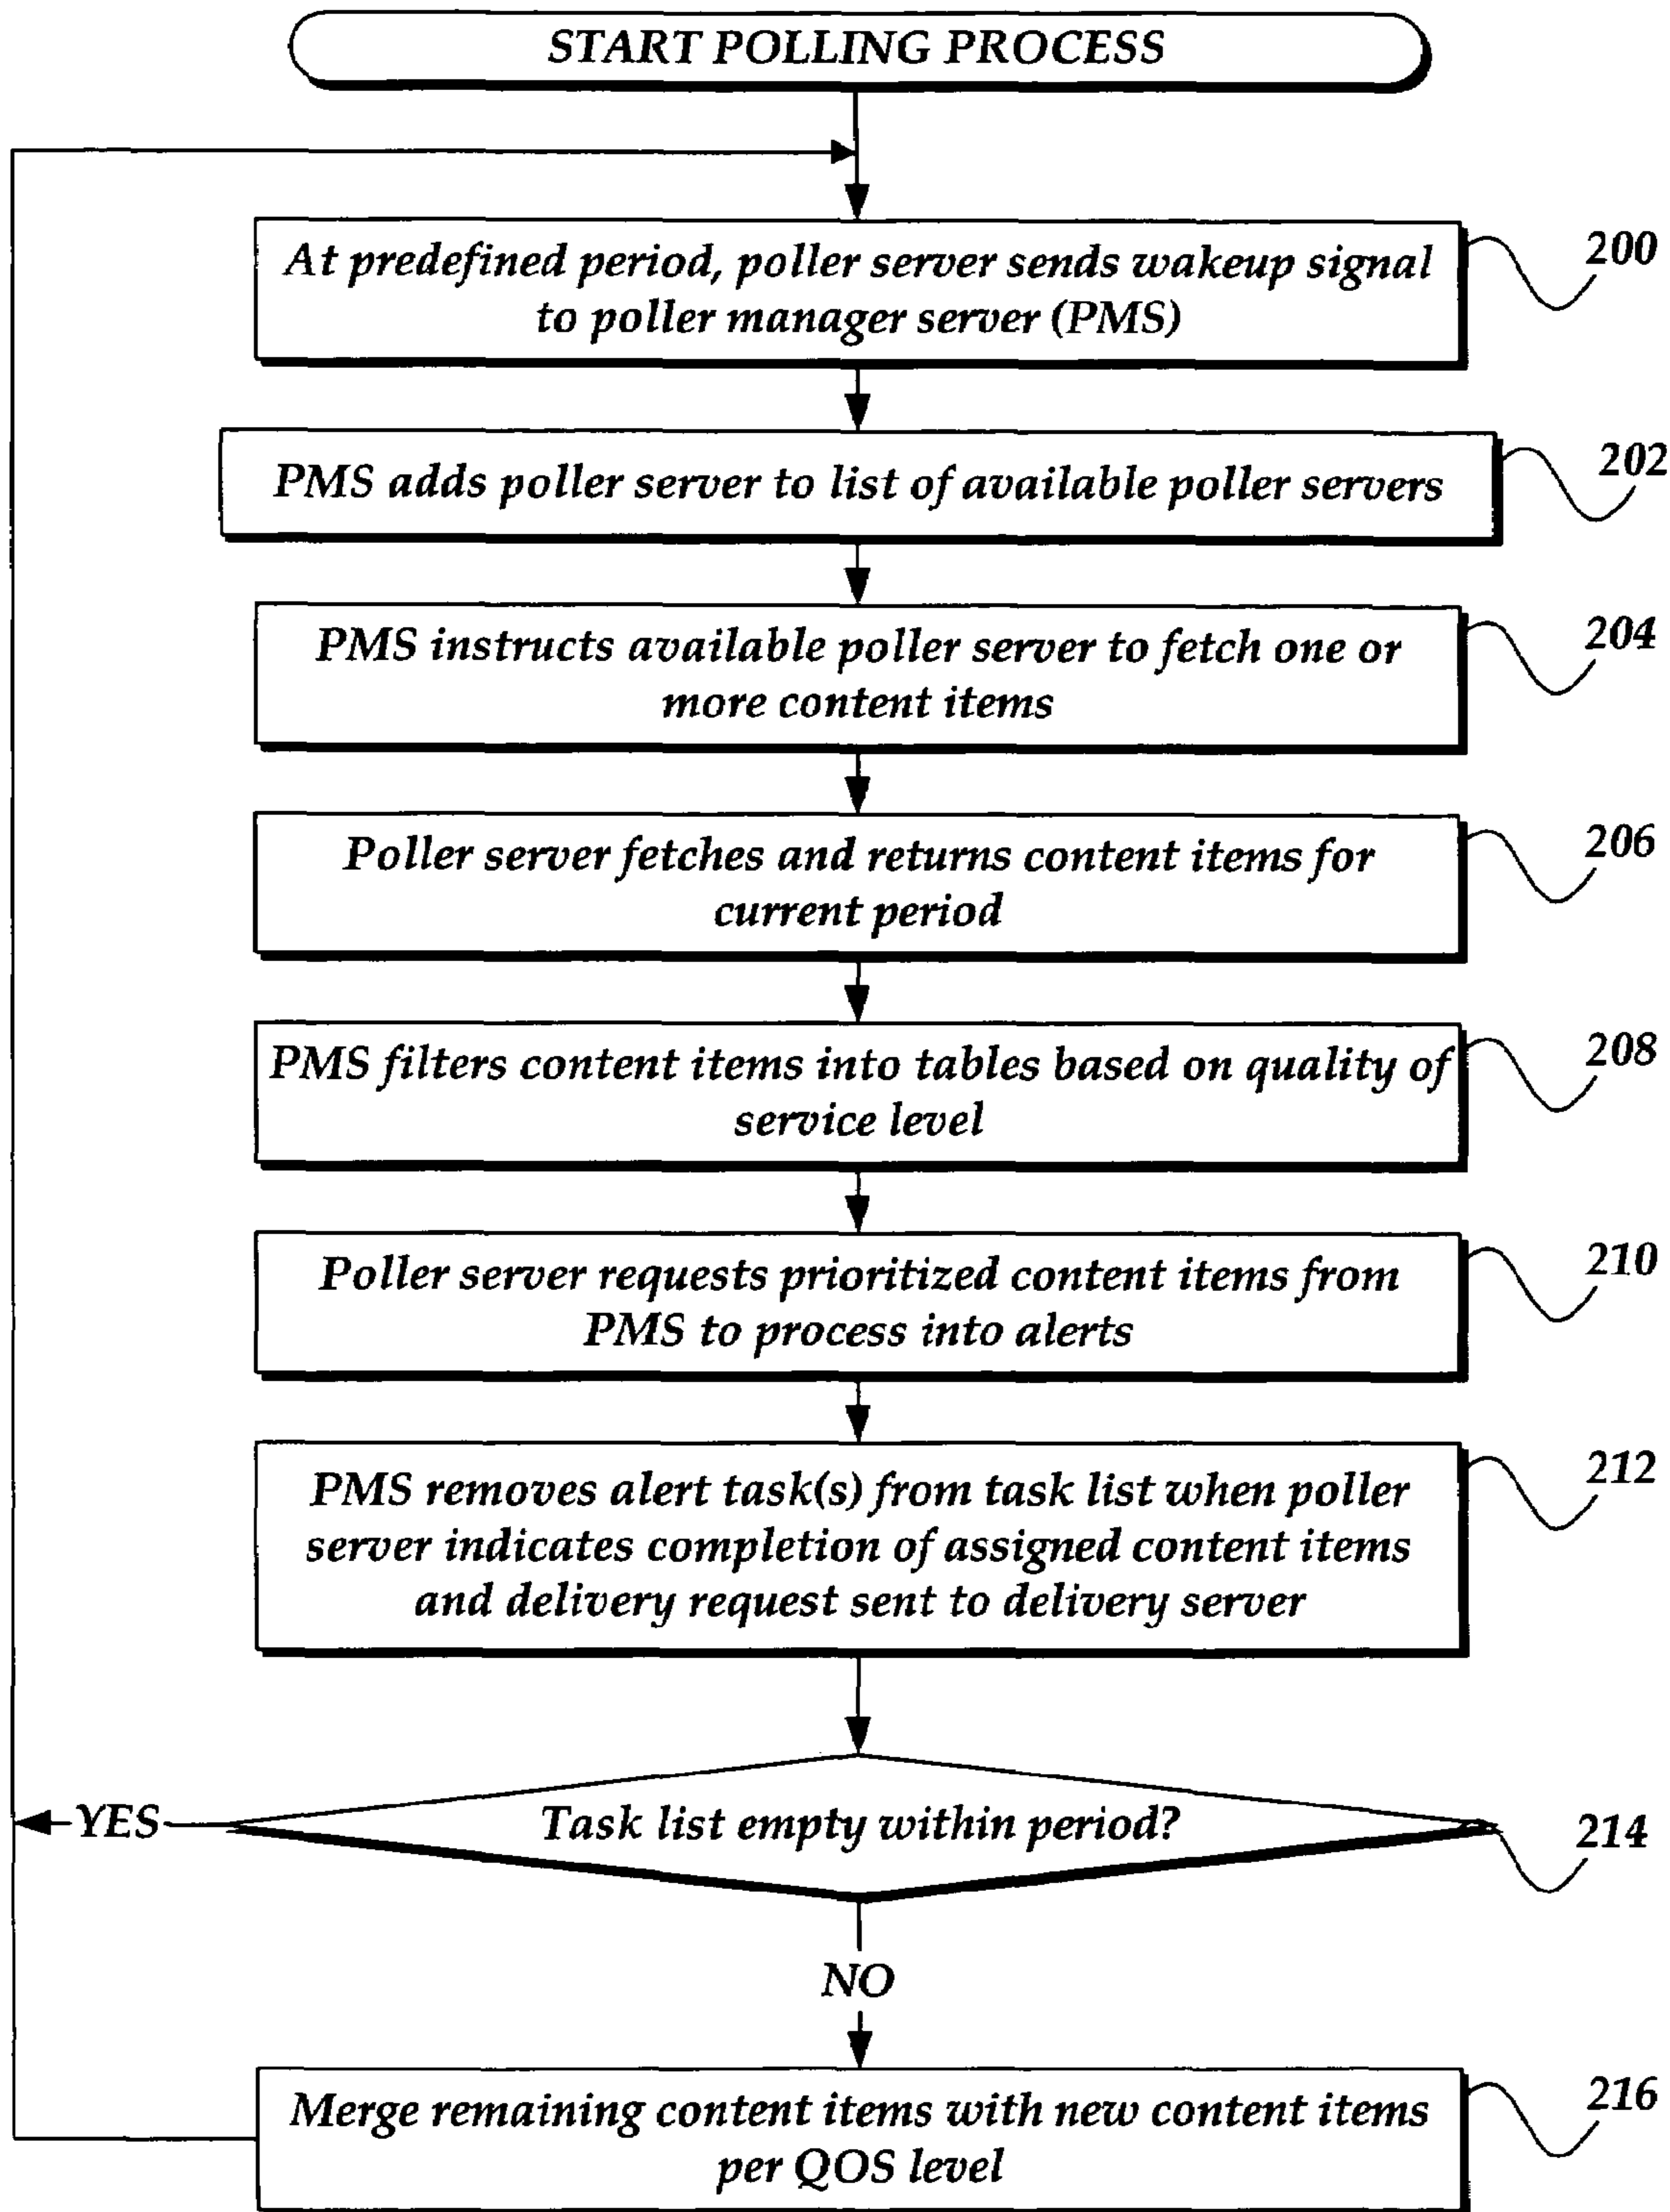 START POLLING PROCESS
At predefined period, poller server sends wakeup signal
to poller manager server (PMS)
200
PMS adds poller server to list of available poller servers
202
PMS instructs available poller server to fetch one or
more content items
204
Poller server fetches and returns content items for
current period
206
PMS filters content items into tables based on quality of
service level
208
Poller server requests prioritized content items from
PMS to process into alerts
210
PMS removes alert task(s) from task list when poller
server indicates completion of assigned content items
and delivery request sent to delivery server
212
YES
Task list empty within period?
214
NO
Merge remaining content items with new content items
per QOS level
216